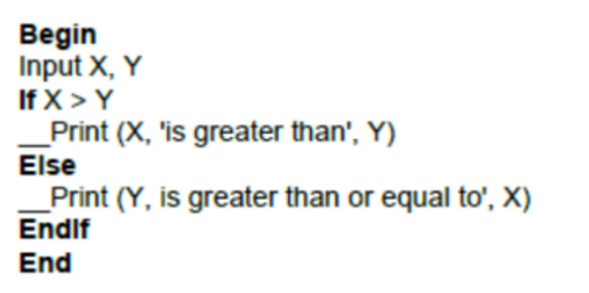 Begin
Input X, Y
If X > Y
__Print (X, 'is greater than', Y)
Else
__Print (Y, is greater than or equal to', X)
EndIf
End